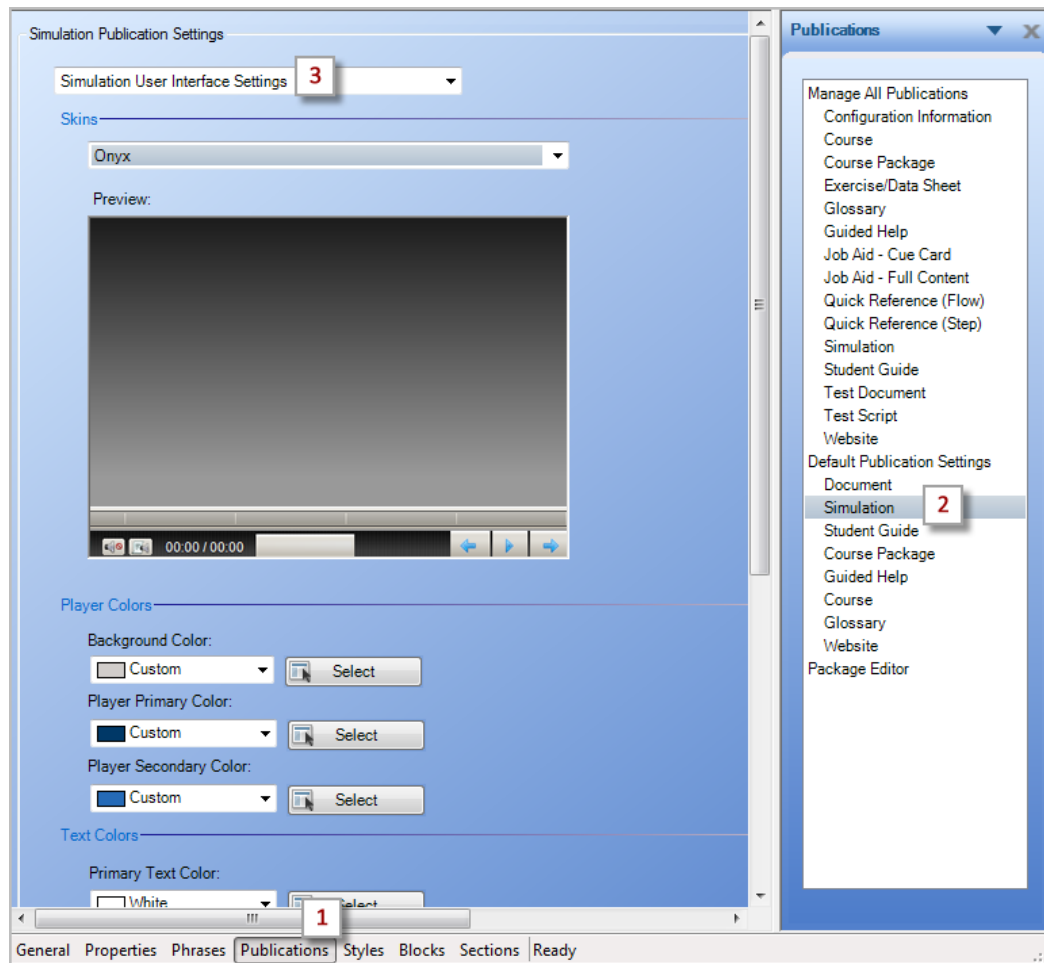 Simulation Publication Settings
Simulation User Interface Settings
3
Skins
Onyx
Preview:
00:00 / 00:00
Player Colors
Background Color:
Custom
Select
Player Primary Color:
Custom
Select
Player Secondary Color:
Custom
Select
Text Colors
Primary Text Color:
White
Select
1
General Properties Phrases Publications Styles Blocks Sections Ready
Publications
Manage All Publications
Configuration Information
Course
Course Package
Exercise/Data Sheet
Glossary
Guided Help
Job Aid - Cue Card
Job Aid - Full Content
Quick Reference (Flow)
Quick Reference (Step)
Simulation
Student Guide
Test Document
Test Script
Website
Default Publication Settings
Document
Simulation
2
Student Guide
Course Package
Guided Help
Course
Glossary
Website
Package Editor